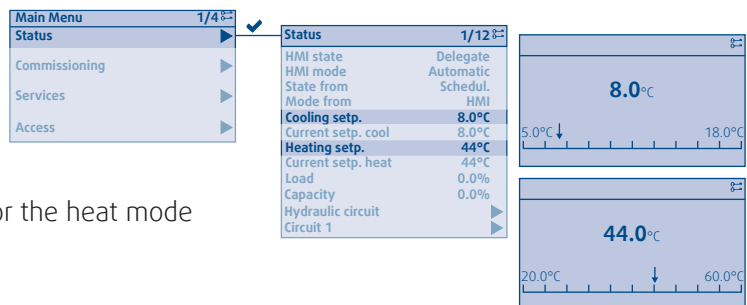 Main Menu 1/4
Status
Commissioning
Services
Access
Status 1/12
HMI state Delegate
HMI mode Automatic
State from Schedul.
Mode from HMI
Cooling setp. 8.0°C
Current setp. cool 8.0°C
Heating setp. 44°C
Current setp. heat 44°C
Load 0.0%
Capacity 0.0%
Hydraulic circuit
Circuit 1
8.0°C
5.0°C 18.0°C
44.0°C
20.0°C 60.0°C
or the heat mode